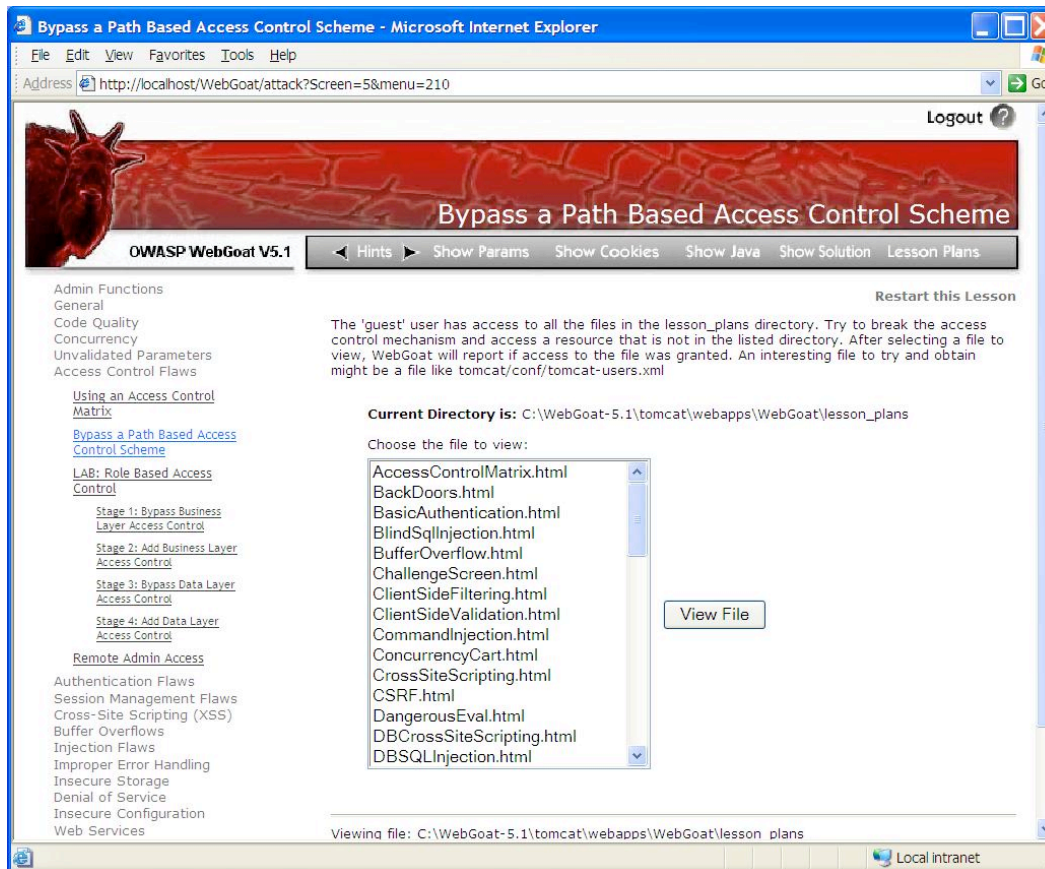 Bypass a Path Based Access Control Scheme - Microsoft Internet Explorer
File Edit View Favorites Tools Help
Address http://localhost/WebGoat/attack?Screen=5&menu=210 Go
Logout ?
Bypass a Path Based Access Control Scheme
OWASP WebGoat V5.1
Hints Show Params Show Cookies Show Java Show Solution Lesson Plans
Admin Functions
General
Code Quality
Concurrency
Unvalidated Parameters
Access Control Flaws
Using an Access Control
Matrix
Bypass a Path Based Access
Control Scheme
LAB: Role Based Access
Control
Stage 1: Bypass Business
Layer Access Control
Stage 2: Add Business Layer
Access Control
Stage 3: Bypass Data Layer
Access Control
Stage 4: Add Data Layer
Access Control
Remote Admin Access
Authentication Flaws
Session Management Flaws
Cross-Site Scripting (XSS)
Buffer Overflows
Injection Flaws
Improper Error Handling
Insecure Storage
Denial of Service
Insecure Configuration
Web Services
Restart this Lesson
The 'guest' user has access to all the files in the lesson_plans directory. Try to break the access
control mechanism and access a resource that is not in the listed directory. After selecting a file to
view, WebGoat will report if access to the file was granted. An interesting file to try and obtain
might be a file like tomcat/conf/tomcat-users.xml
Current Directory is: C:\WebGoat-5.1\tomcat\webapps\WebGoat\lesson_plans
Choose the file to view:
AccessControlMatrix.html
BackDoors.html
BasicAuthentication.html
BlindSqlInjection.html
BufferOverflow.html
ChallengeScreen.html
ClientSideFiltering.html
ClientSideValidation.html
CommandInjection.html
ConcurrencyCart.html
CrossSiteScripting.html
CSRF.html
DangerousEval.html
DBCrossSiteScripting.html
DBSQLInjection.html
View File
Viewing file: C:\WebGoat-5.1\tomcat\webapps\WebGoat\lesson_plans
Local intranet